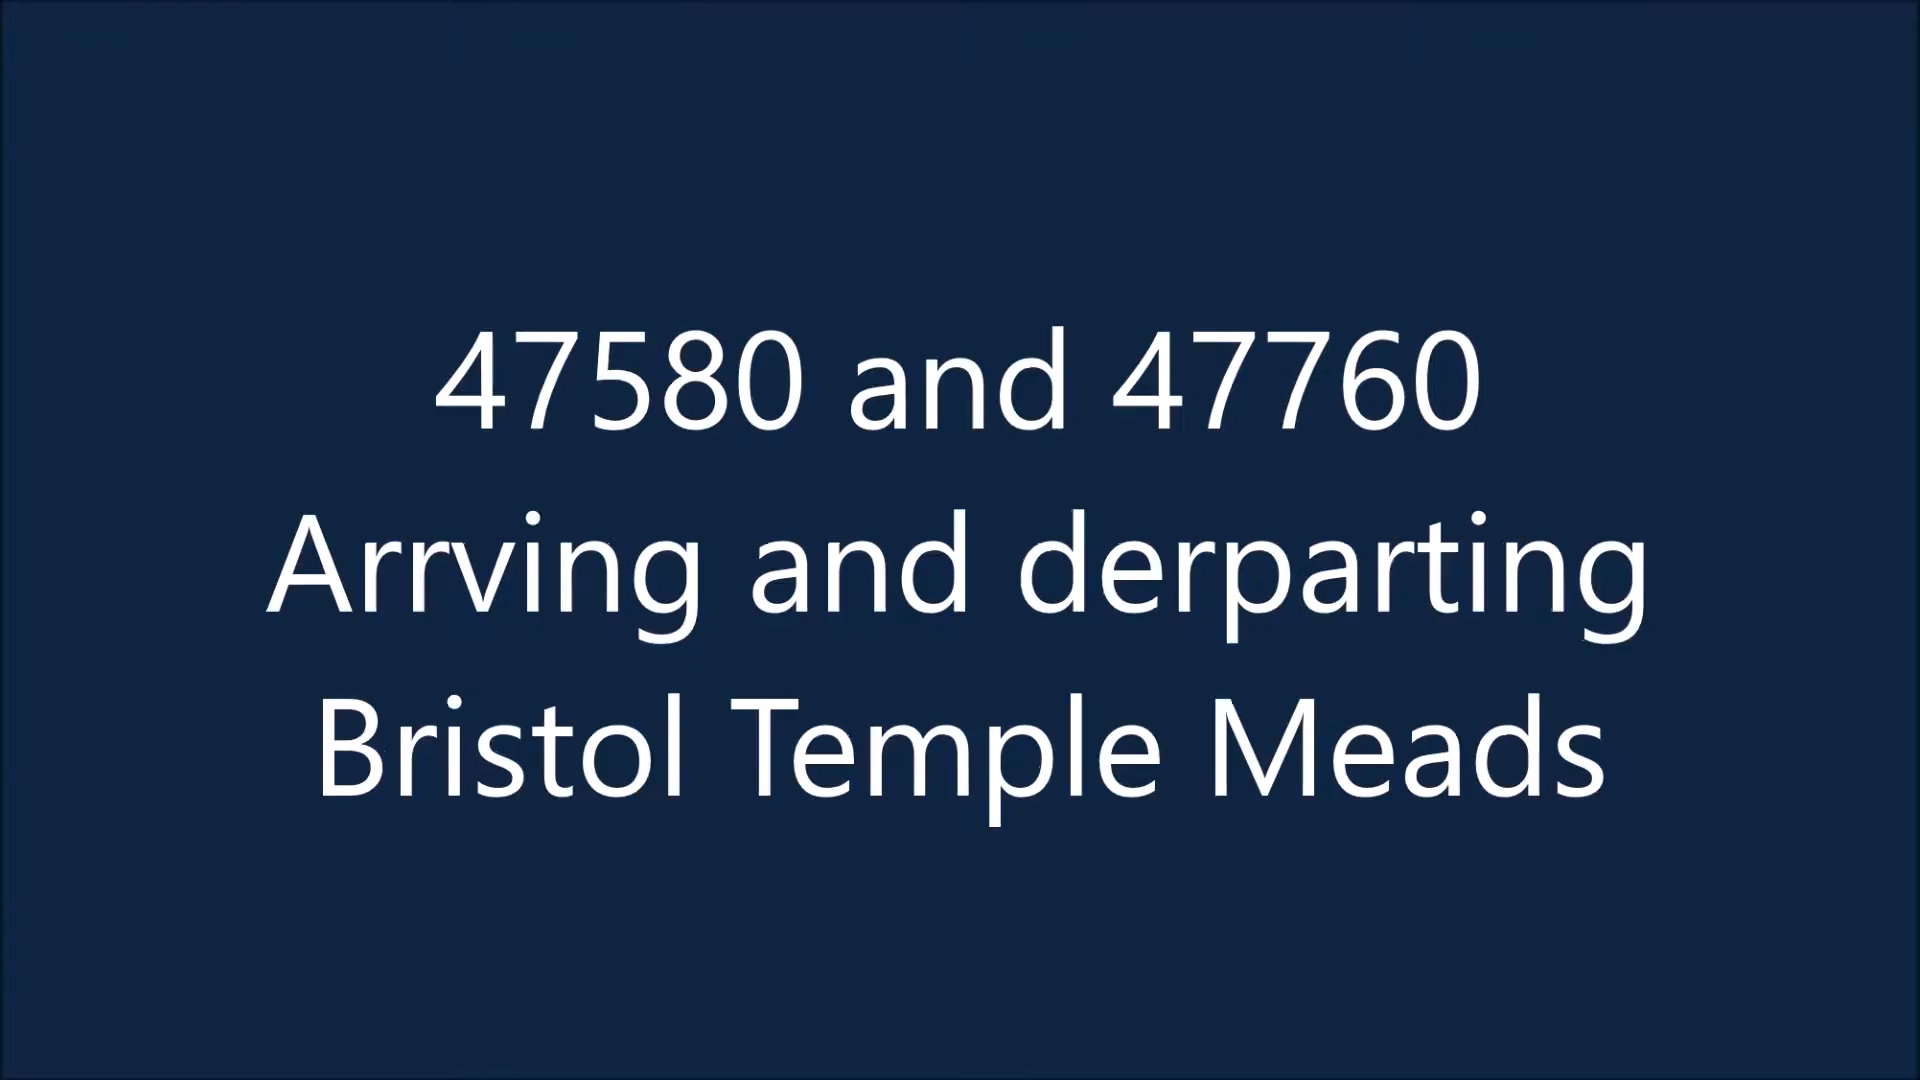 47580 and 47760
Arrving and derparting
Bristol Temple Meads